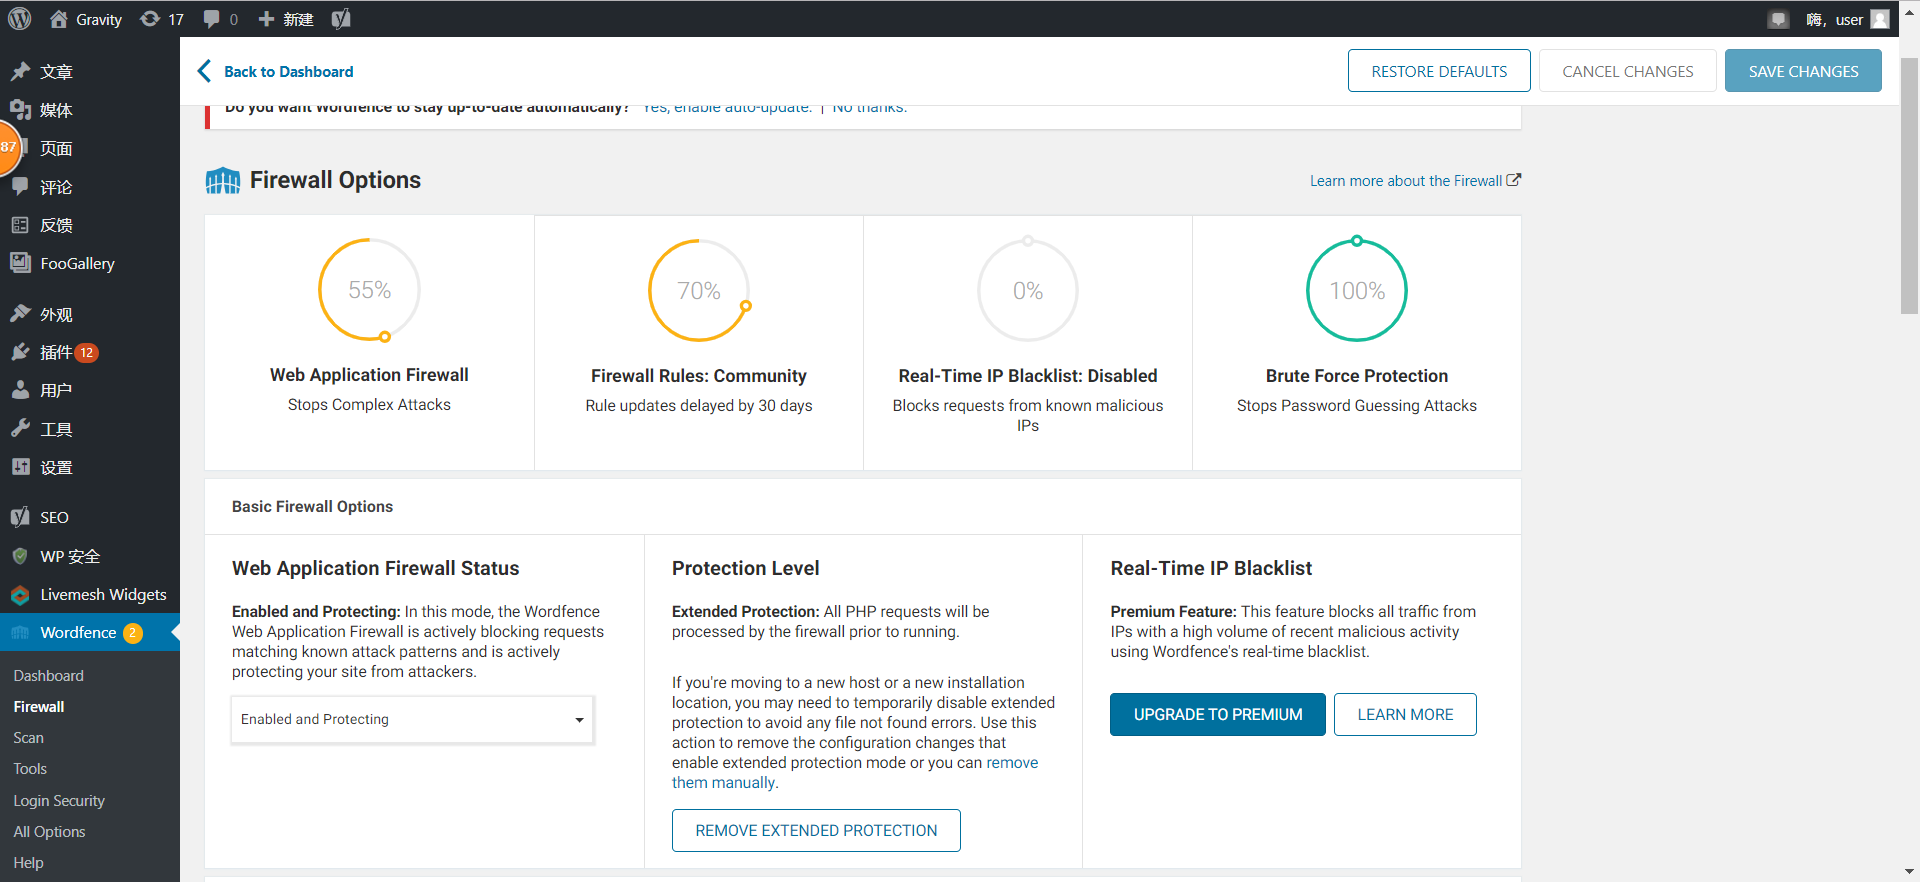 Gravity
17
0
新建
嗨，user
文章
媒体
87
页面
评论
反馈
FooGallery
外观
插件 12
用户
工具
设置
SEO
WP 安全
Livemesh Widgets
Wordfence 2
Dashboard
Firewall
Scan
Tools
Login Security
All Options
Help
Back to Dashboard
RESTORE DEFAULTS
CANCEL CHANGES
SAVE CHANGES
Do you want Wordfence to stay up-to-date automatically? Yes, enable auto-update. | No thanks.
Firewall Options
Learn more about the Firewall
55%
Web Application Firewall
Stops Complex Attacks
70%
Firewall Rules: Community
Rule updates delayed by 30 days
0%
Real-Time IP Blacklist: Disabled
Blocks requests from known malicious
IPs
100%
Brute Force Protection
Stops Password Guessing Attacks
Basic Firewall Options
Web Application Firewall Status
Enabled and Protecting: In this mode, the Wordfence
Web Application Firewall is actively blocking requests
matching known attack patterns and is actively
protecting your site from attackers.
Enabled and Protecting
Protection Level
Extended Protection: All PHP requests will be
processed by the firewall prior to running.
If you're moving to a new host or a new installation
location, you may need to temporarily disable extended
protection to avoid any file not found errors. Use this
action to remove the configuration changes that
enable extended protection mode or you can remove
them manually.
REMOVE EXTENDED PROTECTION
Real-Time IP Blacklist
Premium Feature: This feature blocks all traffic from
IPs with a high volume of recent malicious activity
using Wordfence's real-time blacklist.
UPGRADE TO PREMIUM
LEARN MORE